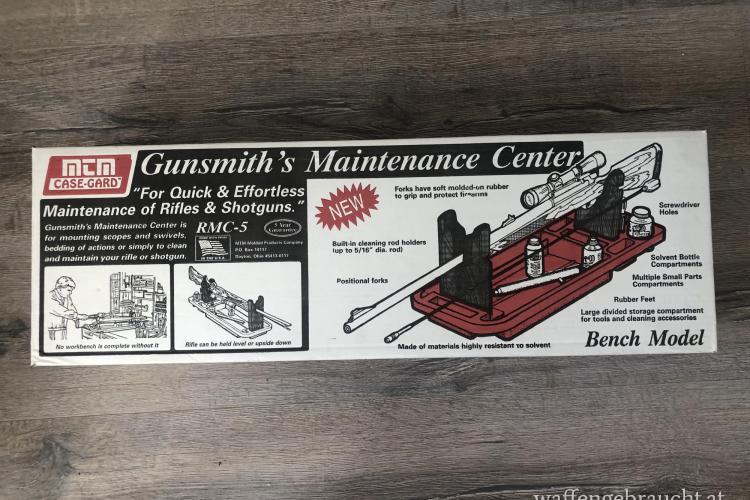 MTM
CASE-GARD™
Gunsmith's Maintenance Center
"For Quick & Effortless
Maintenance of Rifles & Shotguns."
Gunsmith's Maintenance Center is
for mounting scopes and swivels,
bedding of actions or simply to clean
and maintain your rifle or shotgun.
RMC-5
MTM Molded Products Company
P.O. Box 14117
Dayton, Ohio 45413-0117
No workbench is complete without it
Rifle can be held level or upside down
NEW
Forks have soft molded-on rubber
to grip and protect firearms
Built-in cleaning rod holders
(up to 5/16" dia. rod)
Positional forks
Screwdriver
Holes
Solvent Bottle
Compartments
Multiple Small Parts
Compartments
Rubber Feet
Large divided storage compartment
for tools and cleaning accessories
Made of materials highly resistant to solvent
Bench Model
waffengebraucht.at